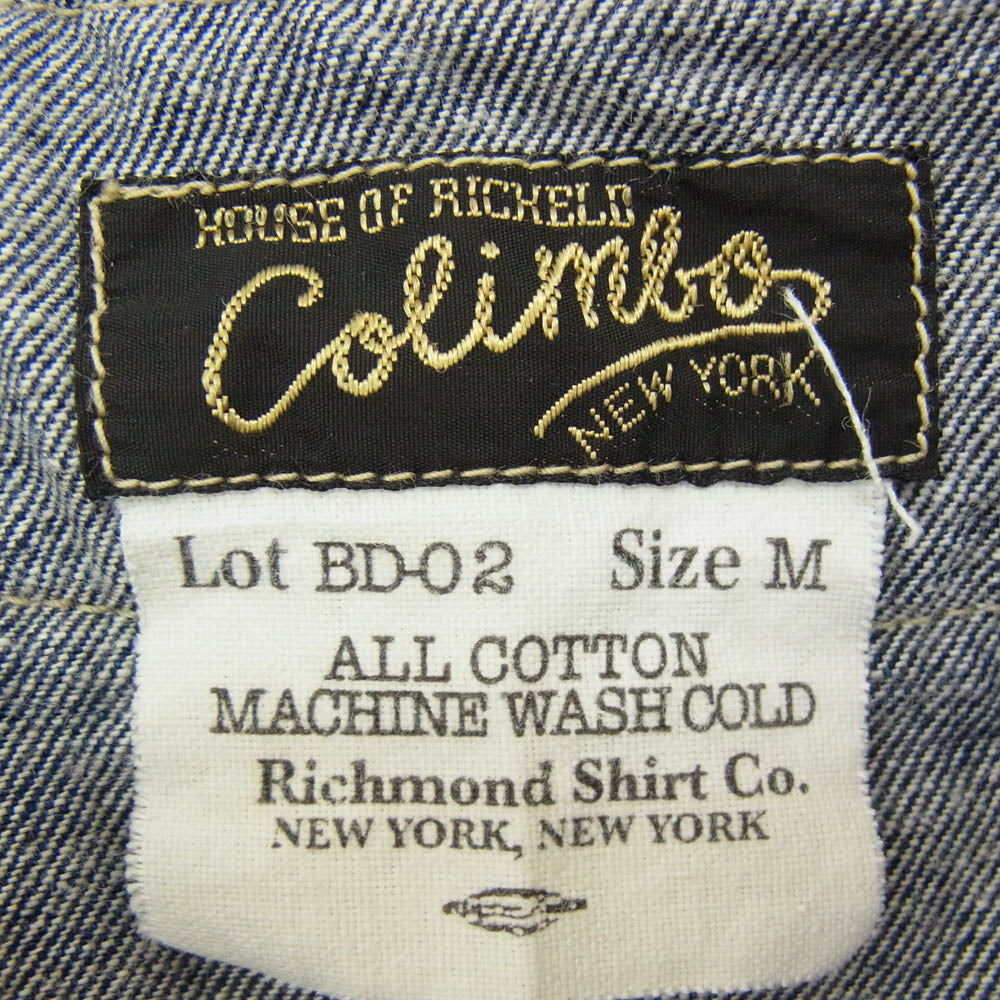 HOUSE OF RICHELD
Colimbo
NEW YORK
Lot BD-02 Size M
ALL COTTON
MACHINE WASH COLD
Richmond Shirt Co.
NEW YORK, NEW YORK